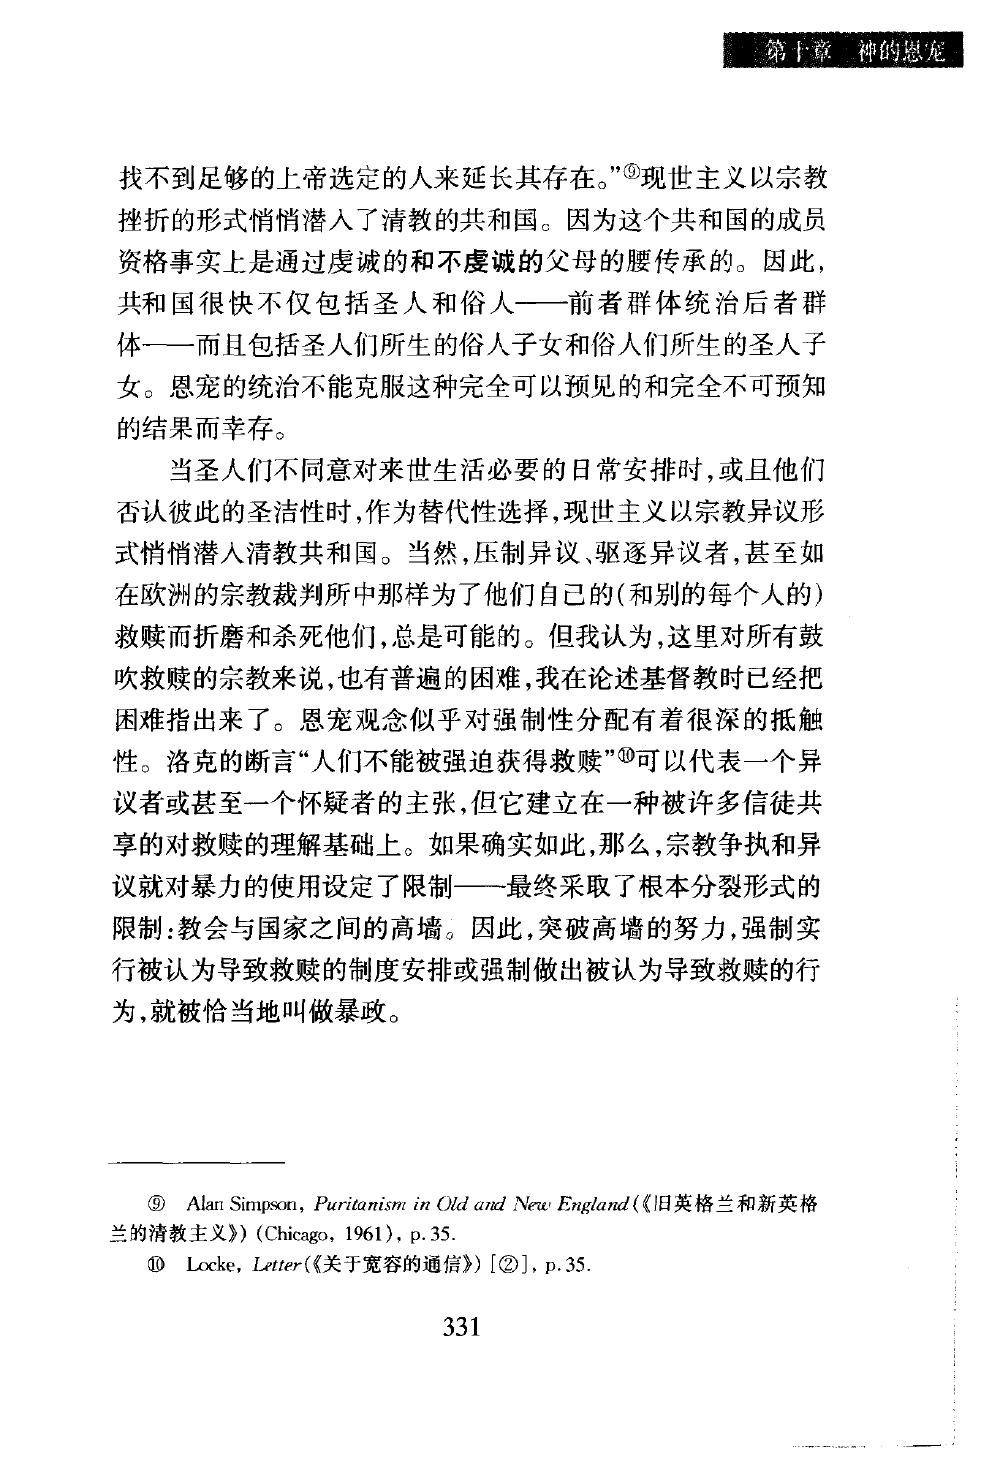 第十章 神的恩宠
找不到足够的上帝选定的人来延长其存在。”⑨现世主义以宗教
挫折的形式悄悄潜入了清教的共和国。因为这个共和国的成员
资格事实上是通过虔诚的和不虔诚的父母的腰传承的。因此,
共和国很快不仅包括圣人和俗人——前者群体统治后者群
体——而且包括圣人们所生的俗人子女和俗人们所生的圣人子
女。恩宠的统治不能克服这种完全可以预见的和完全不可预知
的结果而幸存。
当圣人们不同意对来世生活必要的日常安排时,或且他们
否认彼此的圣洁性时,作为替代性选择,现世主义以宗教异议形
式悄悄潜入清教共和国。当然,压制异议、驱逐异议者,甚至如
在欧洲的宗教裁判所中那样为了他们自己的(和别的每个人的)
救赎而折磨和杀死他们,总是可能的。但我认为,这里对所有鼓
吹救赎的宗教来说,也有普遍的困难,我在论述基督教时已经把
困难指出来了。恩宠观念似乎对强制性分配有着很深的抵触
性。洛克的断言“人们不能被强迫获得救赎”⑩可以代表一个异
议者或甚至一个怀疑者的主张,但它建立在一种被许多信徒共
享的对救赎的理解基础上。如果确实如此,那么,宗教争执和异
议就对暴力的使用设定了限制——最终采取了根本分裂形式的
限制:教会与国家之间的高墙。因此,突破高墙的努力,强制实
行被认为导致救赎的制度安排或强制做出被认为导致救赎的行
为,就被恰当地叫做暴政。
⑨ Alan Simpson, Puritanism in Old and New England(《旧英格兰和新英格
兰的清教主义》) (Chicago, 1961), p.35.
⑩ Locke, Letter(《关于宽容的通信》) [②], p.35.
331